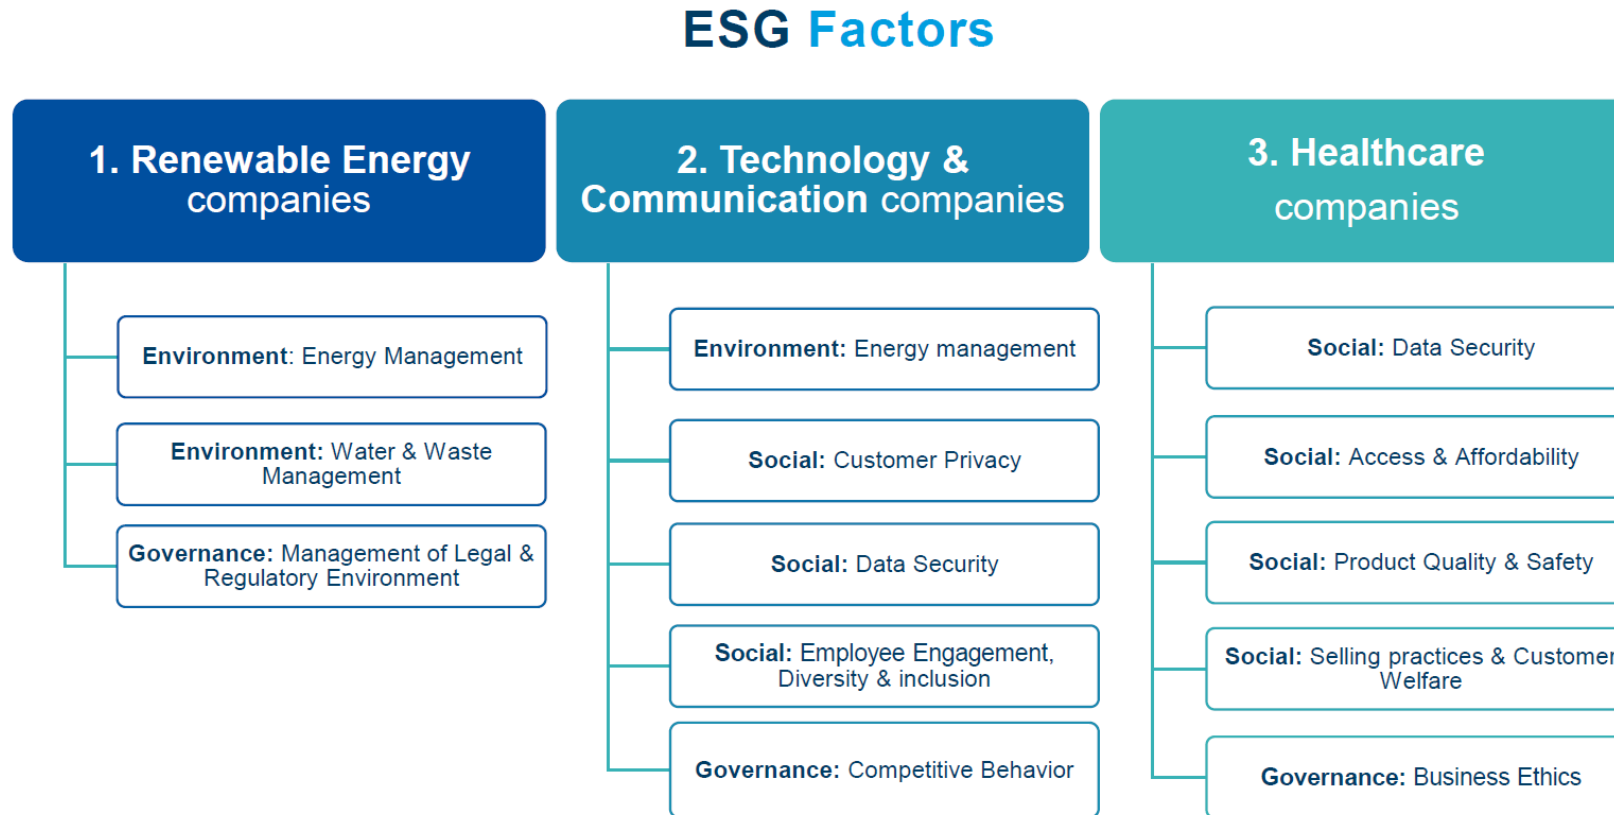 ESG Factors
1. Renewable Energy
companies
Environment: Energy Management
Environment: Water & Waste
Management
Governance: Management of Legal &
Regulatory Environment
2. Technology &
Communication companies
Environment: Energy management
Social: Customer Privacy
Social: Data Security
Social: Employee Engagement,
Diversity & inclusion
Governance: Competitive Behavior
3. Healthcare
companies
Social: Data Security
Social: Access & Affordability
Social: Product Quality & Safety
Social: Selling practices & Customer
Welfare
Governance: Business Ethics